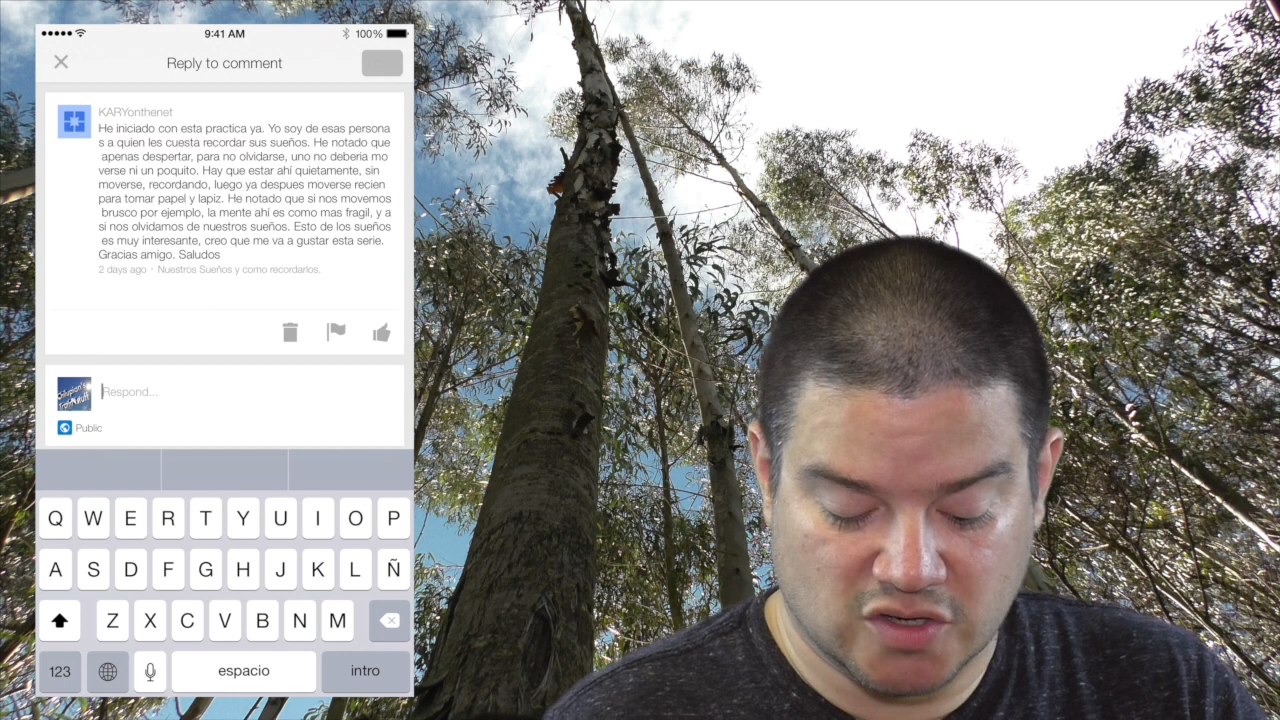 9:41 AM
100%
Reply to comment
KARYonthenet
He iniciado con esta practica ya. Yo soy de esas persona
s a quien les cuesta recordar sus sueños. He notado que
apenas despertar, para no olvidarse, uno no deberia mo
verse ni un poquito. Hay que estar ahí quietamente, sin
moverse, recordando, luego ya despues moverse recien
para tomar papel y lapiz. He notado que si nos movemos
brusco por ejemplo, la mente ahi es como mas fragil, y a
si nos olvidamos de nuestros sueños. Esto de los sueños
es muy interesante, creo que me va a gustar esta serie.
Gracias amigo. Saludos
2 days ago · Nuestros Sueños y como recordarlos.
Respond...
Public
Q W E R T Y U I O P
A S D F G H J K L Ñ
Z X C V B N M
123 espacio intro